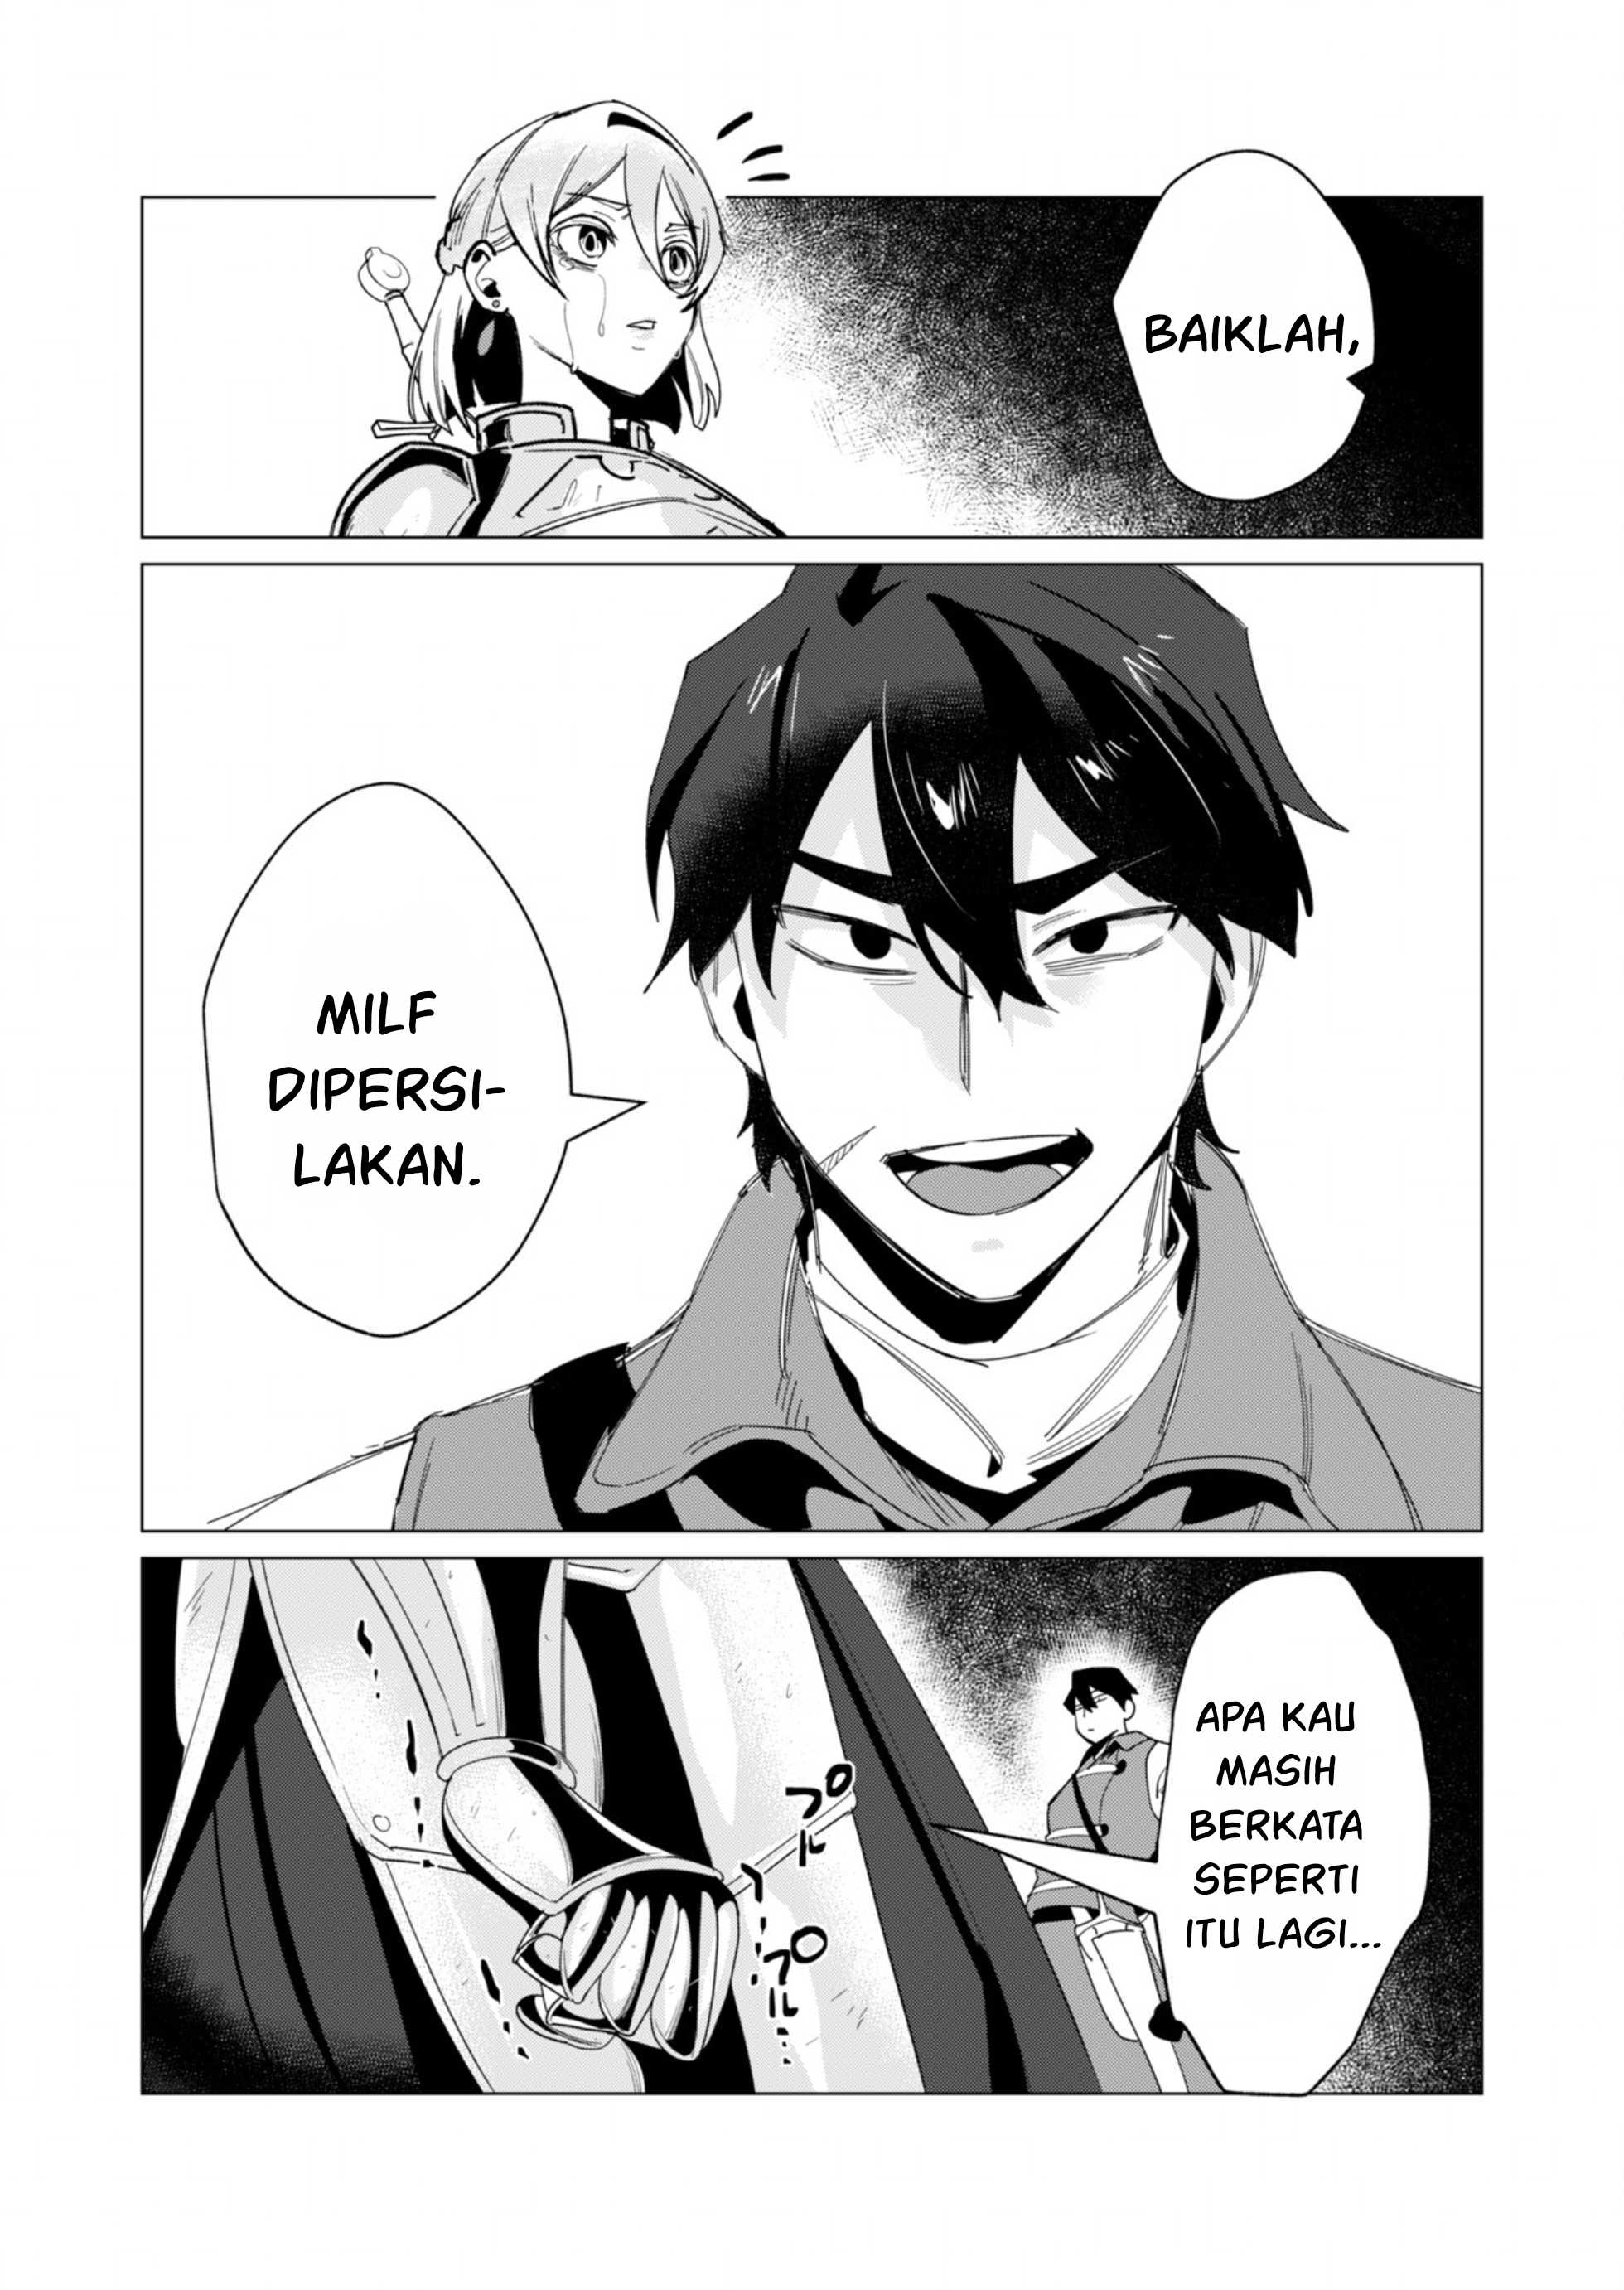 BAIKLAH,
MILF
DIPERSI-
LAKAN.
APA KAU
MASIH
BERKATA
SEPERTI
ITU LAGI...
プル
プル…